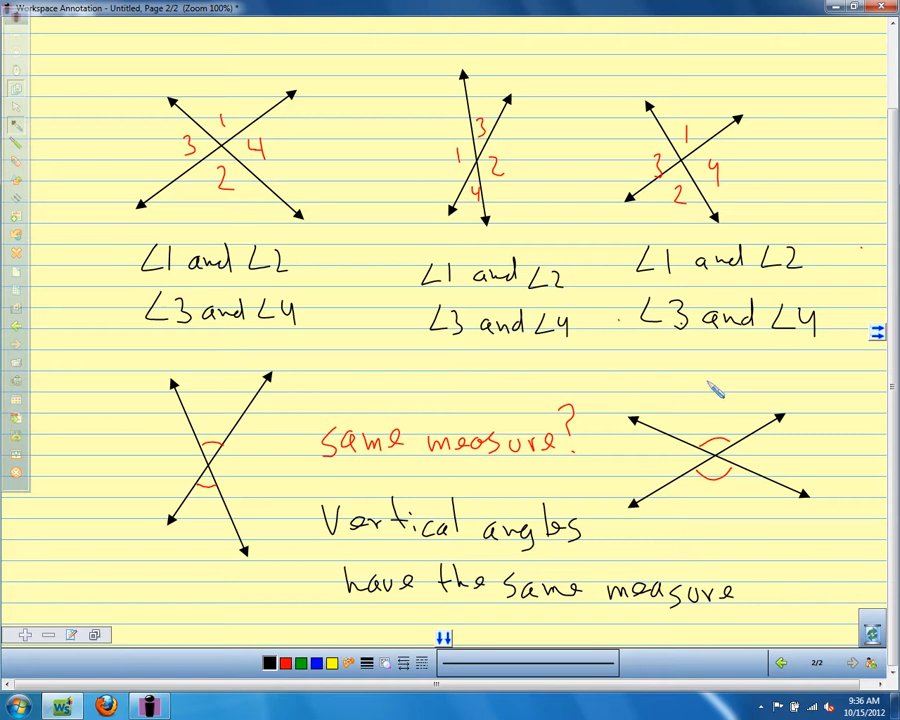 Workspace Annotation - Untitled, Page 2/2 (Zoom 100%) *
1
3 4
2
3
1 2
4
1
3 4
2
∠1 and ∠2
∠3 and ∠4
∠1 and ∠2
∠3 and ∠4
∠1 and ∠2
∠3 and ∠4
same measure?
Vertical angles
have the same measure
2/2
9:36 AM
10/15/2012